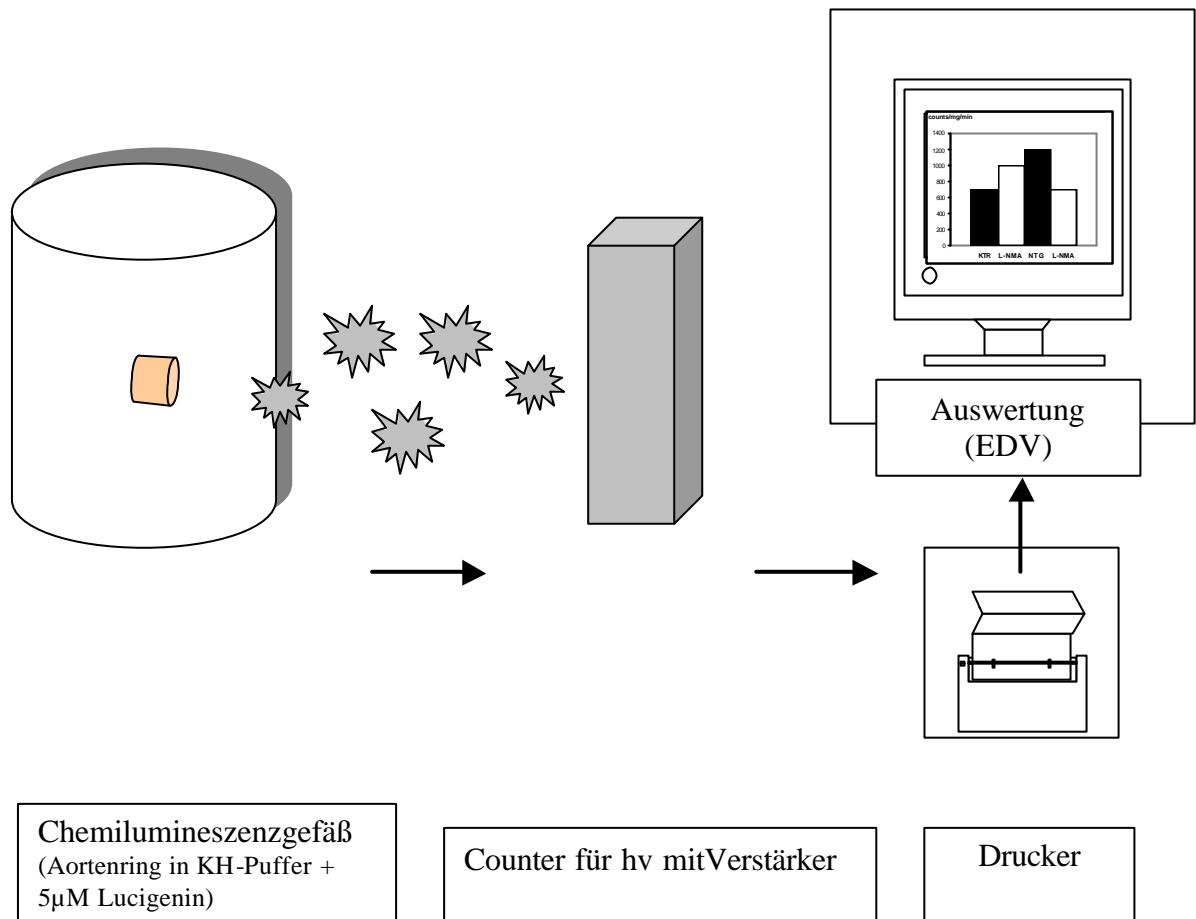 counts/mg/min
1400
1200
1000
800
600
400
200
0
KTR L-NMA NTG L-NMA
Auswertung
(EDV)
Chemilumineszenzgefäß
(Aortenring in KH-Puffer +
5µM Lucigenin)
Counter für hν mitVerstärker
Drucker